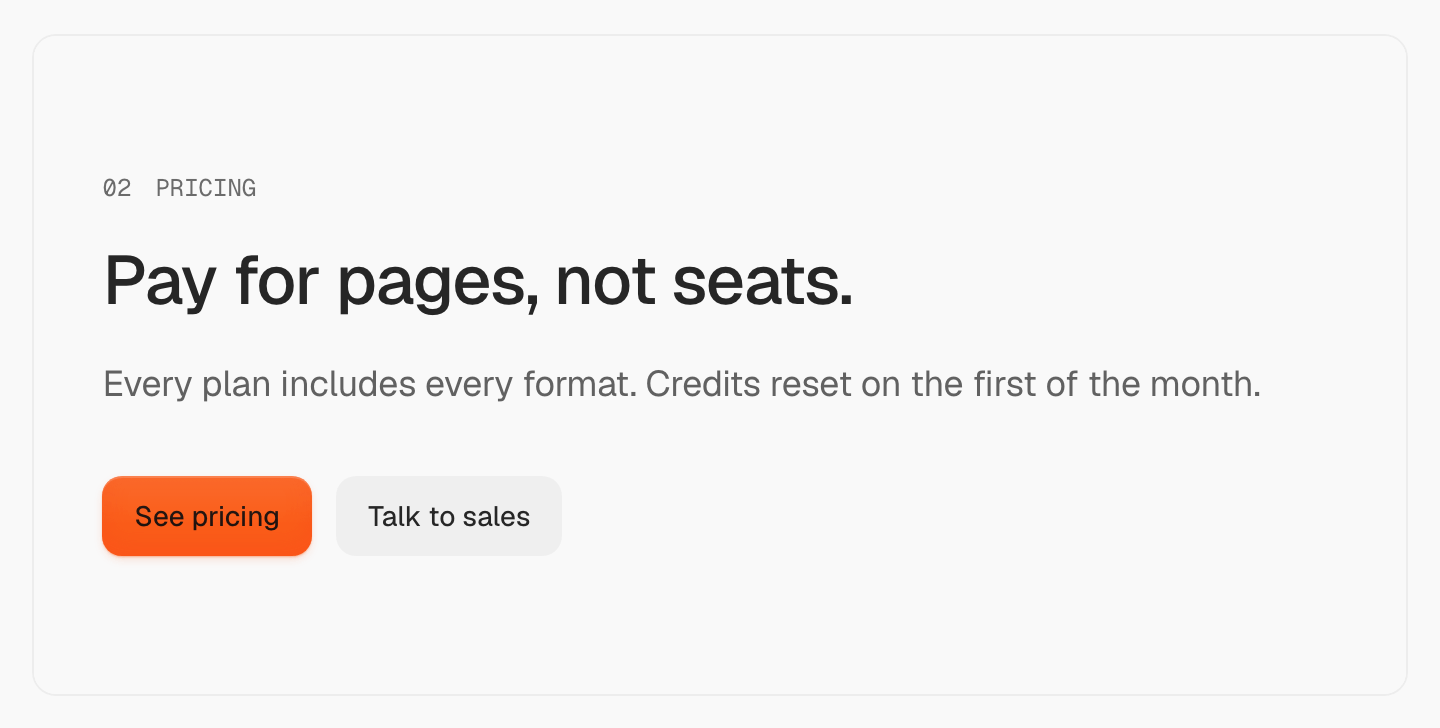 02 PRICING
Pay for pages, not seats.
Every plan includes every format. Credits reset on the first of the month.
See pricing
Talk to sales